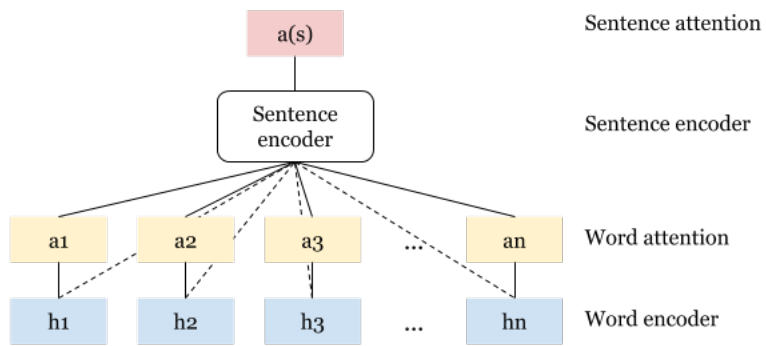 a(s) Sentence attention
Sentence
encoder
Sentence encoder
a1 a2 a3 ... an Word attention
h1 h2 h3 ... hn Word encoder